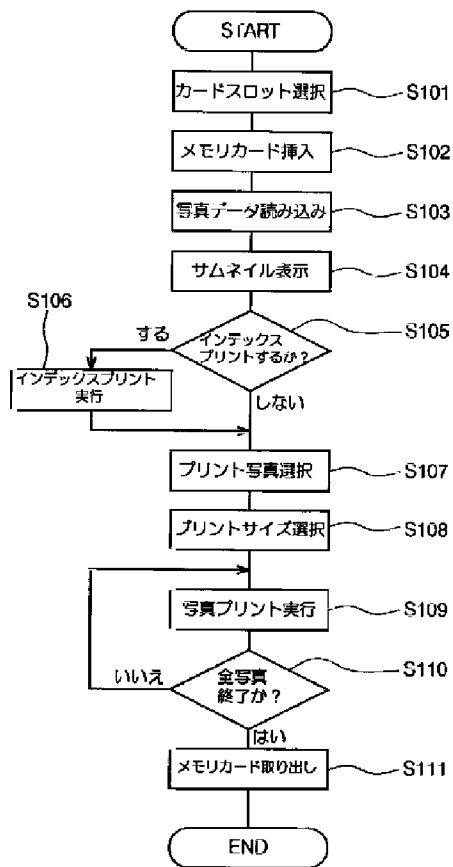 START
カードスロット選択
S101
メモリカード挿入
S102
写真データ読み込み
S103
サムネイル表示
S104
S106
する
インデックス
プリントするか?
S105
インデックスプリント
実行
しない
プリント写真選択
S107
プリントサイズ選択
S108
写真プリント実行
S109
いいえ
全写真
終了か?
S110
はい
メモリカード取り出し
S111
END